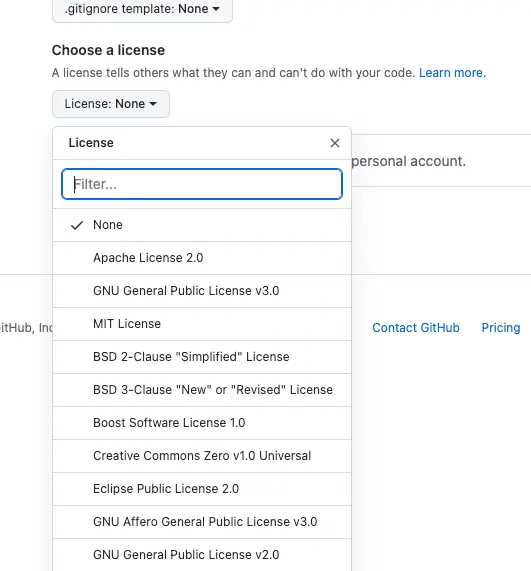 .gitignore template: None
Choose a license
A license tells others what they can and can't do with your code. Learn more.
License: None
License
personal account.
Filter...
None
Apache License 2.0
GNU General Public License v3.0
MIT License
Contact GitHub Pricing
BSD 2-Clause "Simplified" License
BSD 3-Clause "New" or "Revised" License
Boost Software License 1.0
Creative Commons Zero v1.0 Universal
Eclipse Public License 2.0
GNU Affero General Public License v3.0
GNU General Public License v2.0